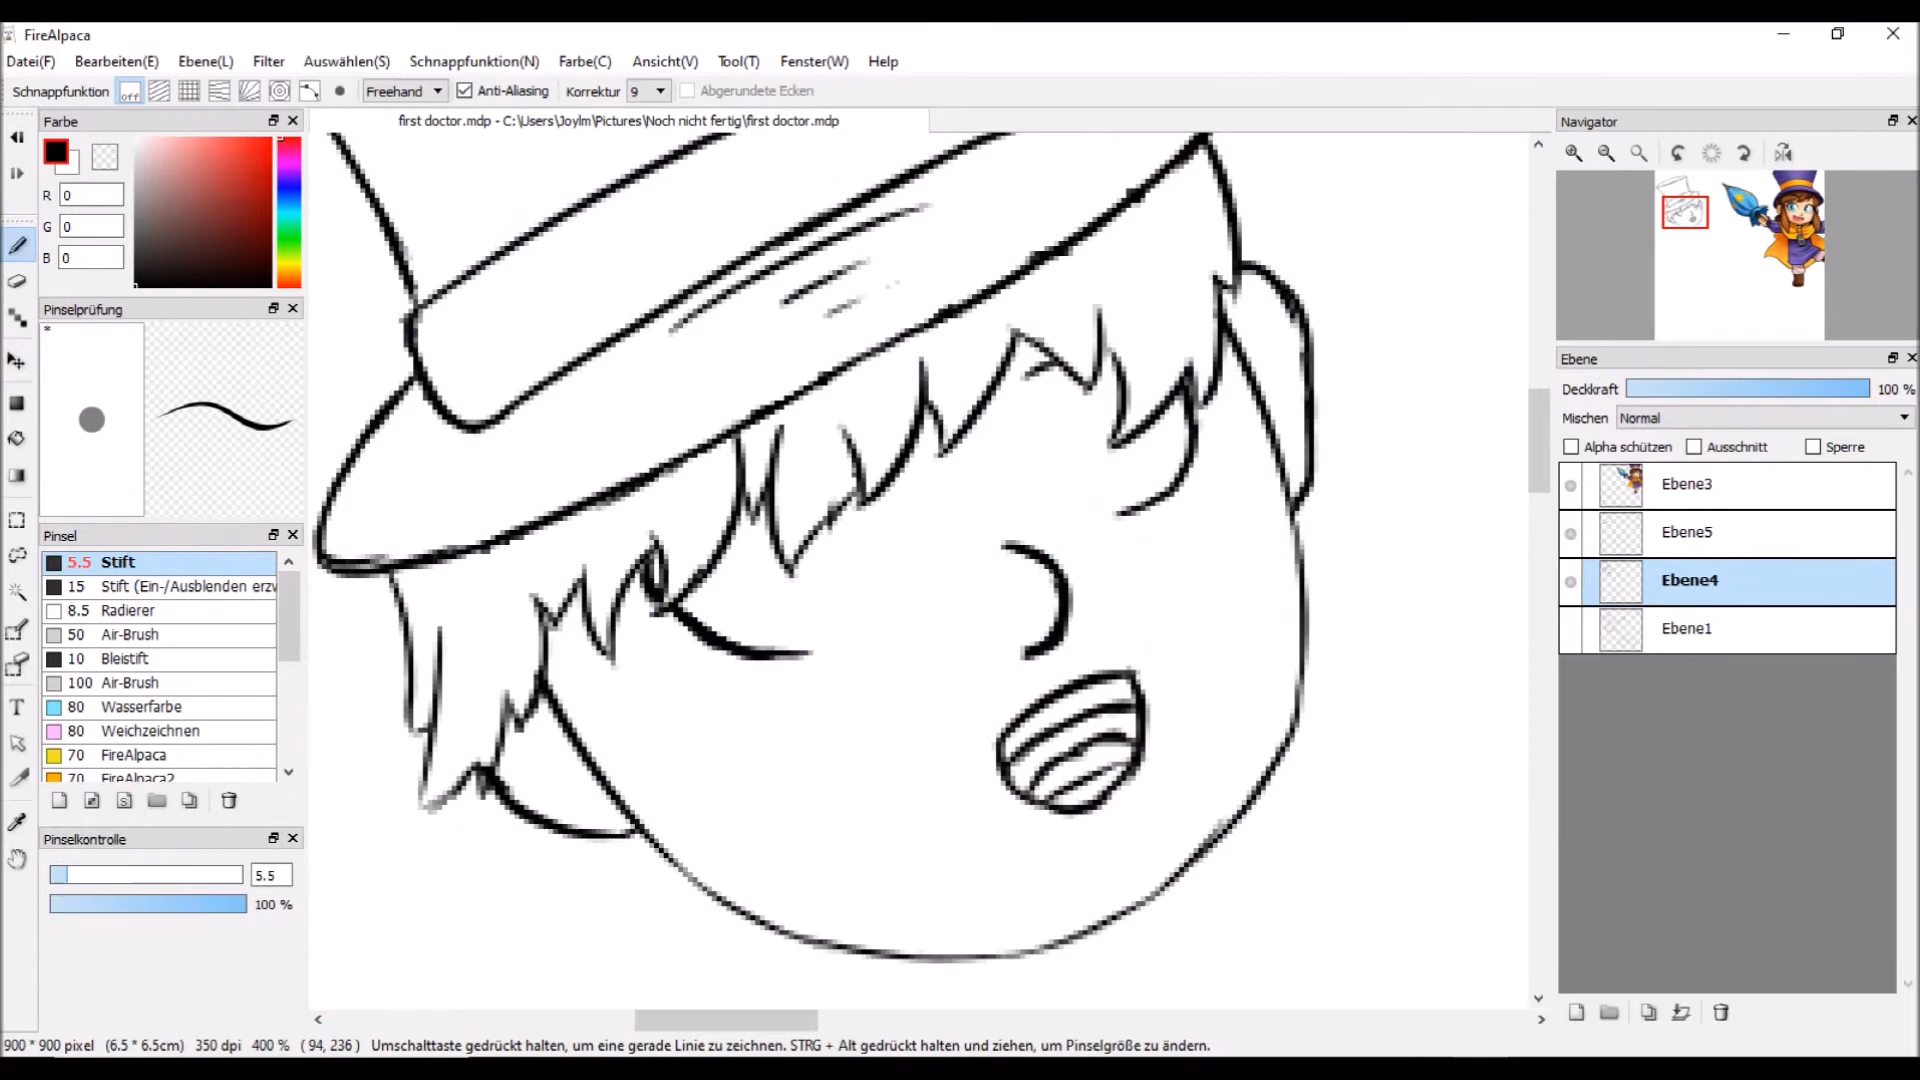 FireAlpaca
Datei(F) Bearbeiten(E) Ebene(L) Filter Auswählen(S) Schnappfunktion(N) Farbe(C) Ansicht(V) Tool(T) Fenster(W) Help
Schnappfunktion off Freehand Anti-Aliasing Korrektur 9 Abgerundete Ecken
Farbe
first doctor.mdp - C:\Users\Joylm\Pictures\Noch nicht fertig\first doctor.mdp
Navigator
R 0
G 0
B 0
Pinselprüfung
*
Ebene
Deckkraft 100 %
Mischen Normal
Alpha schützen Ausschnitt Sperre
Ebene3
Ebene5
Ebene4
Ebene1
Pinsel
5.5 Stift
15 Stift (Ein-/Ausblenden erzw
8.5 Radierer
50 Air-Brush
10 Bleistift
100 Air-Brush
80 Wasserfarbe
80 Weichzeichnen
70 FireAlpaca
70 FireAlpaca2
S
T
Pinselkontrolle
5.5
100 %
900 * 900 pixel (6.5 * 6.5cm) 350 dpi 400 % ( 94, 236 ) Umschalttaste gedrückt halten, um eine gerade Linie zu zeichnen. STRG + Alt gedrückt halten und ziehen, um Pinselgröße zu ändern.